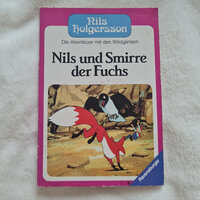 Nils
Holgersson
Die Abenteuer mit den Wildgänsen
Nils und Smirre
der Fuchs
Ravensburger